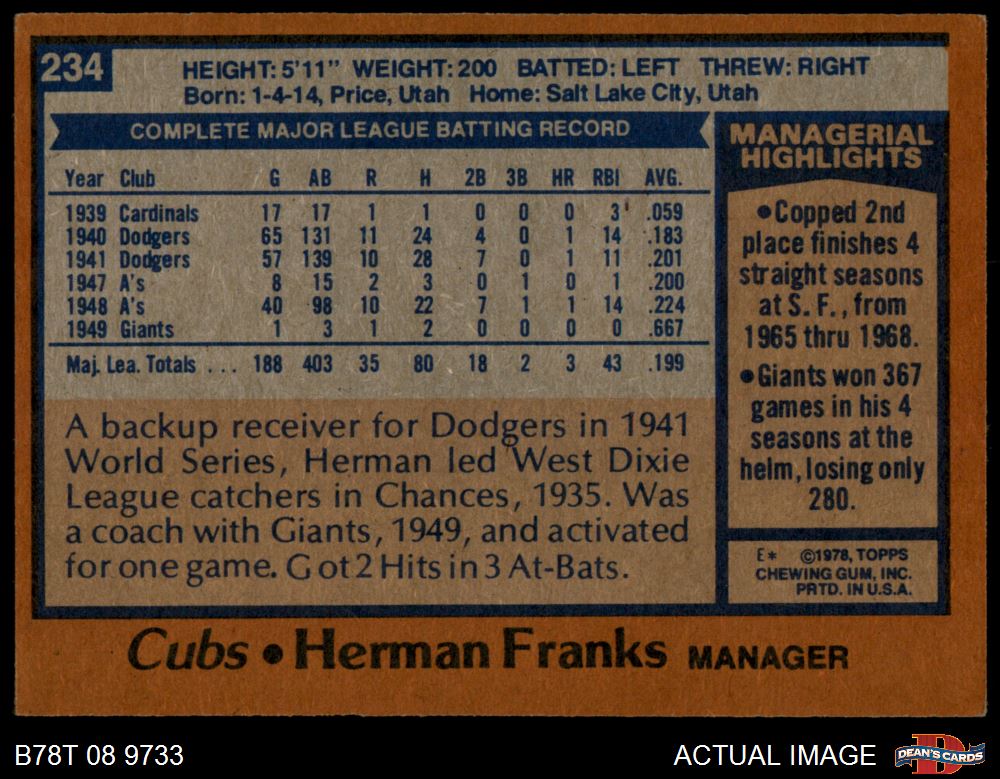 234
HEIGHT: 5'11" WEIGHT: 200 BATTED: LEFT THREW: RIGHT
Born: 1-4-14, Price, Utah Home: Salt Lake City, Utah
COMPLETE MAJOR LEAGUE BATTING RECORD
Year Club G AB R H 2B 3B HR RBI AVG.
1939 Cardinals 17 17 1 1 0 0 0 3 .059
1940 Dodgers 65 131 11 24 4 0 1 14 .183
1941 Dodgers 57 139 10 28 7 0 1 11 .201
1947 A's 8 15 2 3 0 1 0 1 .200
1948 A's 40 98 10 22 7 1 1 14 .224
1949 Giants 1 3 1 2 0 0 0 0 .667
Maj. Lea. Totals . . . 188 403 35 80 18 2 3 43 .199
A backup receiver for Dodgers in 1941
World Series, Herman led West Dixie
League catchers in Chances, 1935. Was
a coach with Giants, 1949, and activated
for one game. Got 2 Hits in 3 At-Bats.
MANAGERIAL
HIGHLIGHTS
•Copped 2nd
place finishes 4
straight seasons
at S. F., from
1965 thru 1968.
•Giants won 367
games in his 4
seasons at the
helm, losing only
280.
E* ©1978, TOPPS
CHEWING GUM, INC.
PRTD. IN U.S.A.
Cubs • Herman Franks MANAGER
B78T 08 9733
ACTUAL IMAGE
D
DEAN'S CARDS